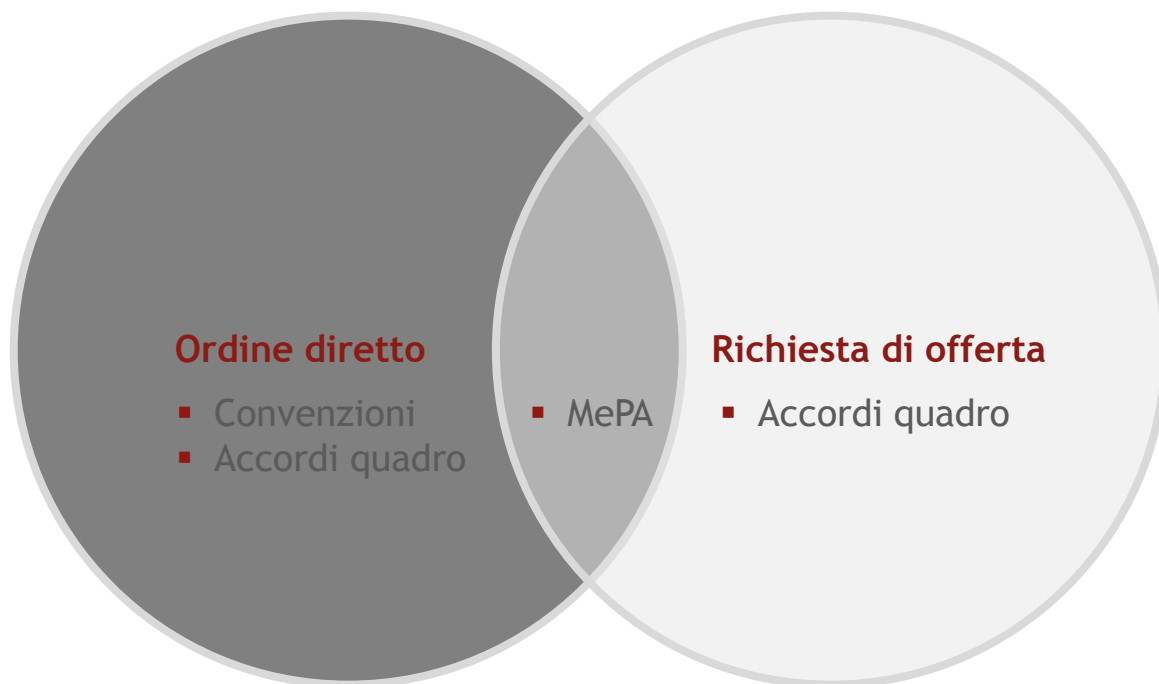 Ordine diretto
▪ Convenzioni
▪ Accordi quadro
▪ MePA
Richiesta di offerta
▪ Accordi quadro